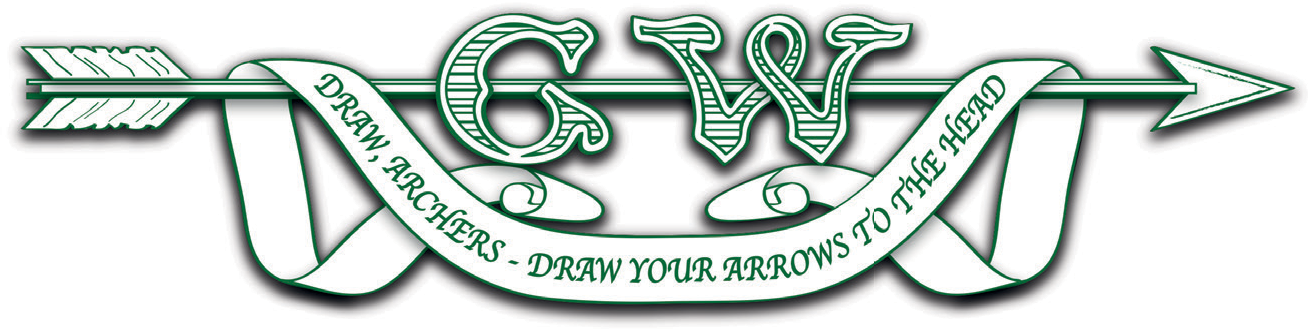 GW
DRAW, ARCHERS - DRAW YOUR ARROWS TO THE HEAD